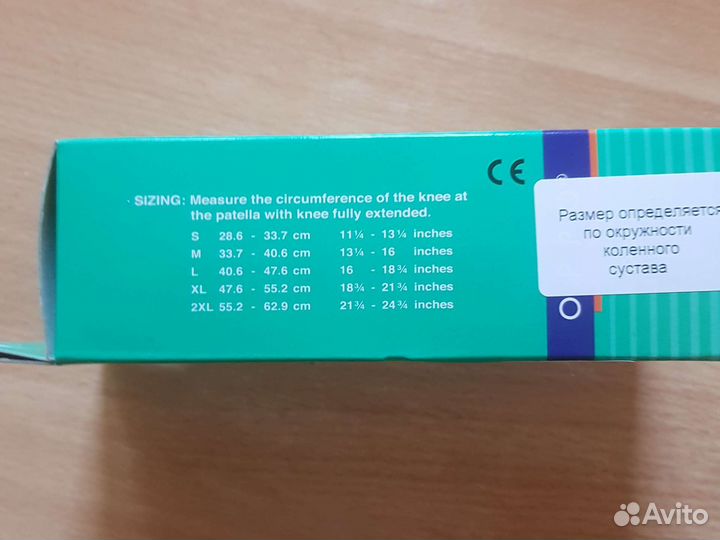 SIZING: Measure the circumference of the knee at
the patella with knee fully extended.
S 28.6 - 33.7 cm 11¼ - 13¼ inches
M 33.7 - 40.6 cm 13¼ - 16 inches
L 40.6 - 47.6 cm 16 - 18¾ inches
XL 47.6 - 55.2 cm 18¾ - 21¾ inches
2XL 55.2 - 62.9 cm 21¾ - 24¾ inches
CE
Размер определяется
по окружности
коленного
сустава
Avito